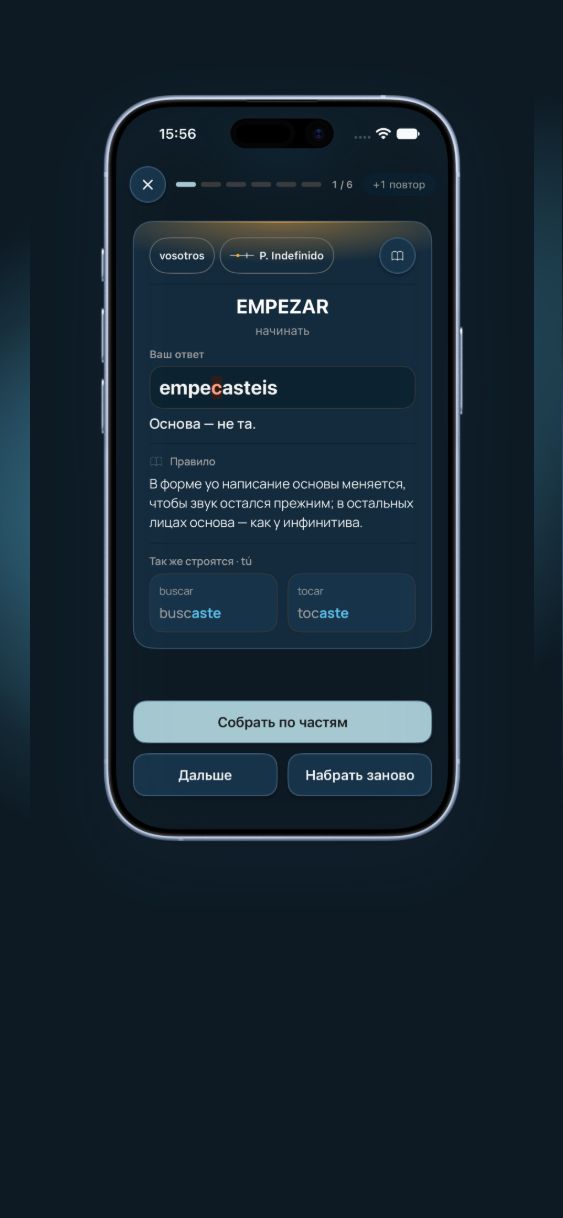 15:56
1 / 6
+1 повтор
vosotros
P. Indefinido
EMPEZAR
начинать
Ваш ответ
empecasteis
Основа — не та.
Правило
В форме yo написание основы меняется,
чтобы звук остался прежним; в остальных
лицах основа — как у инфинитива.
Так же строятся · tú
buscar
buscaste
tocar
tocaste
Собрать по частям
Дальше
Набрать заново